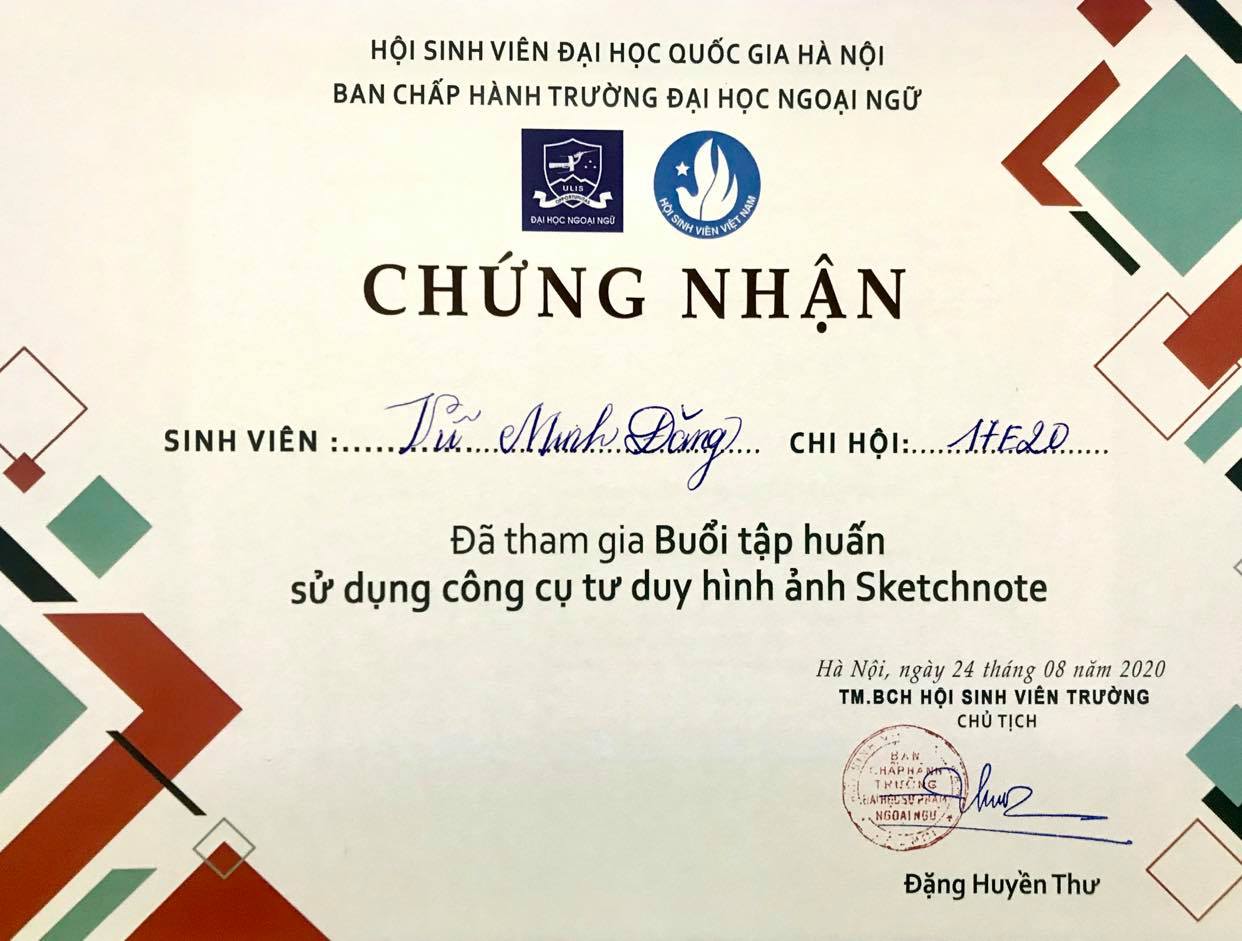 HỘI SINH VIÊN ĐẠI HỌC QUỐC GIA HÀ NỘI
BAN CHẤP HÀNH TRƯỜNG ĐẠI HỌC NGOẠI NGỮ
ULIS
ĐẠI HỌC NGOẠI NGỮ
HỘI SINH VIÊN VIỆT NAM
CHỨNG NHẬN
SINH VIÊN :..... Vũ Minh Đăng .... CHI HỘI:.... 17E20 ....
Đã tham gia Buổi tập huấn
sử dụng công cụ tư duy hình ảnh Sketchnote
Hà Nội, ngày 24 tháng 08 năm 2020
TM.BCH HỘI SINH VIÊN TRƯỜNG
CHỦ TỊCH
BAN
CHẤP HÀNH
TRƯỜNG
ĐẠI HỌC SƯ PHẠM
NGOẠI NGỮ
Đặng Huyền Thư